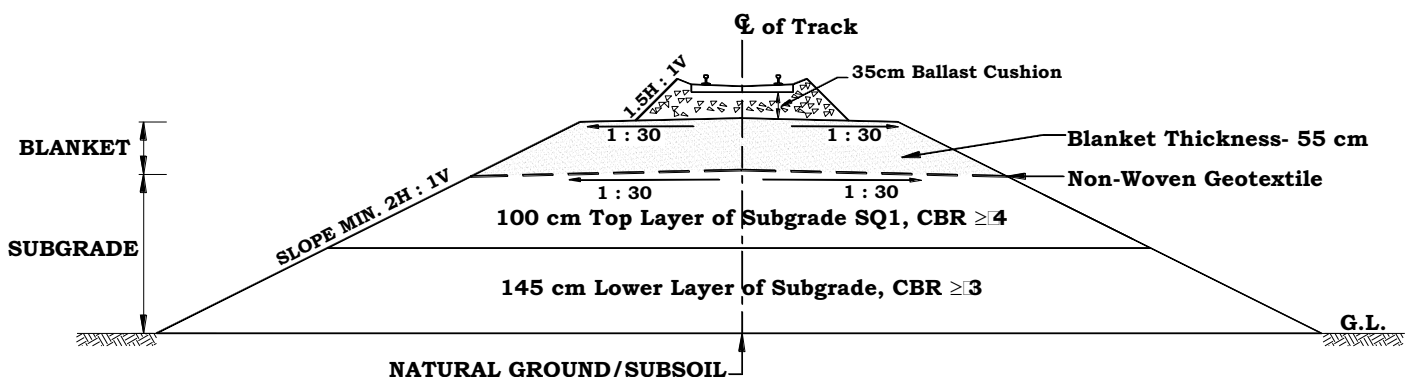 ℄ of Track
35cm Ballast Cushion
1.5H : 1V
1 : 30
1 : 30
BLANKET
Blanket Thickness- 55 cm
Non-Woven Geotextile
1 : 30
1 : 30
SLOPE MIN. 2H : 1V
100 cm Top Layer of Subgrade SQ1, CBR ≥ 4
SUBGRADE
145 cm Lower Layer of Subgrade, CBR ≥ 3
G.L.
NATURAL GROUND/SUBSOIL